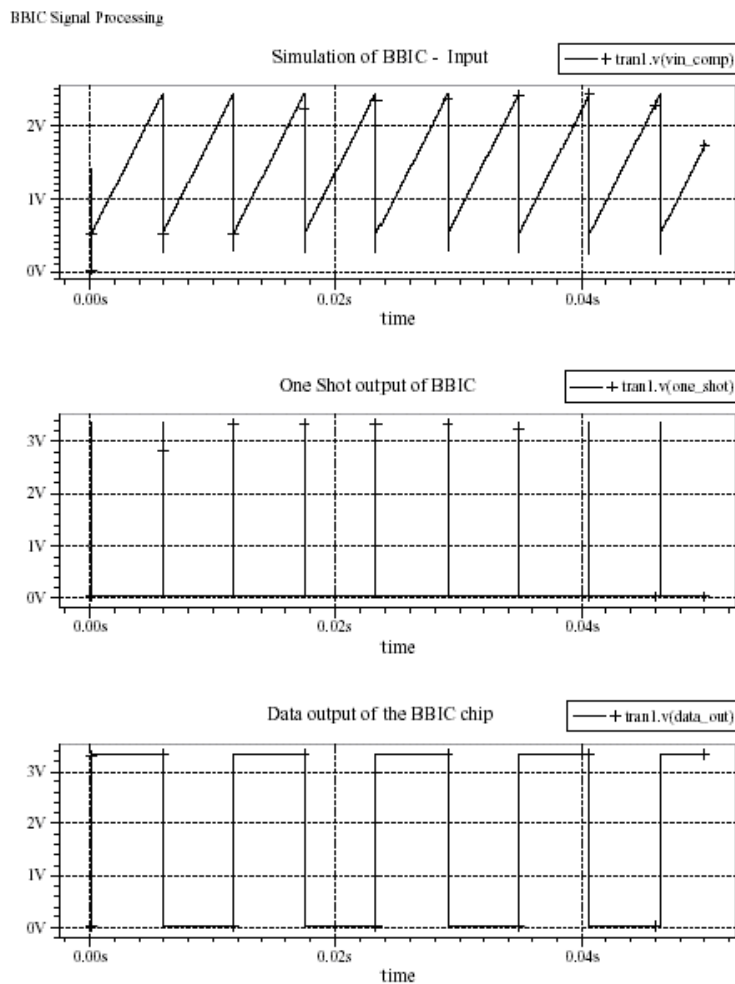 BBIC Signal Processing
Simulation of BBIC - Input
tran1.v(vin_comp)
2V
1V
0V
0.00s 0.02s 0.04s
time
One Shot output of BBIC
tran1.v(one_shot)
3V
2V
1V
0V
0.00s 0.02s 0.04s
time
Data output of the BBIC chip
tran1.v(data_out)
3V
2V
1V
0V
0.00s 0.02s 0.04s
time